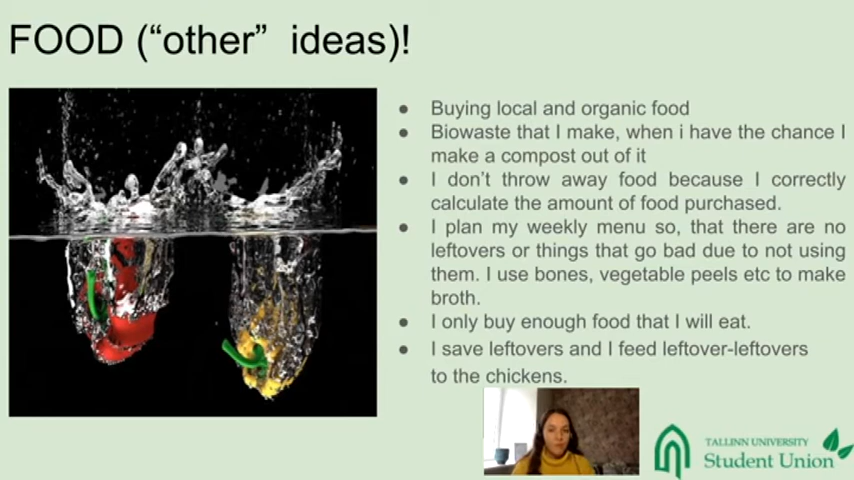 FOOD (“other” ideas)!
● Buying local and organic food
● Biowaste that I make, when i have the chance I
make a compost out of it
● I don’t throw away food because I correctly
calculate the amount of food purchased.
● I plan my weekly menu so, that there are no
leftovers or things that go bad due to not using
them. I use bones, vegetable peels etc to make
broth.
● I only buy enough food that I will eat.
● I save leftovers and I feed leftover-leftovers
to the chickens.
TALLINN UNIVERSITY
Student Union